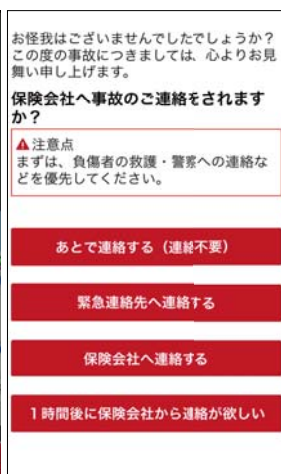 お怪我はございませんでしたでしょうか？
この度の事故につきましては、心よりお見
舞い申し上げます。
保険会社へ事故のご連絡をされます
か？
▲注意点
まずは、負傷者の救護・警察への連絡な
どを優先してください。
あとで連絡する（連絡不要）
緊急連絡先へ連絡する
保険会社へ連絡する
１時間後に保険会社から連絡が欲しい